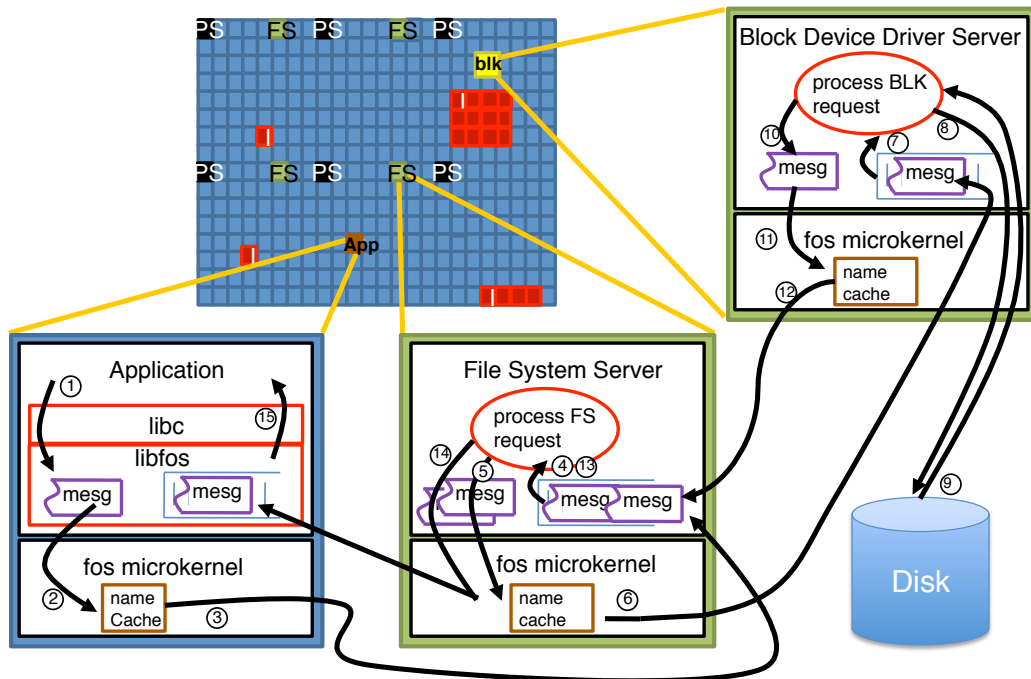 PS FS PS FS PS
blk
PS FS PS FS PS
App
Block Device Driver Server
process BLK
request
10
7
8
mesg
mesg
11
fos microkernel
12
name
cache
Application
1
15
libc
libfos
mesg
mesg
fos microkernel
2
name
Cache
3
File System Server
process FS
request
14
5
4
13
mesg
mesg
mesg
fos microkernel
name
cache
6
9
Disk